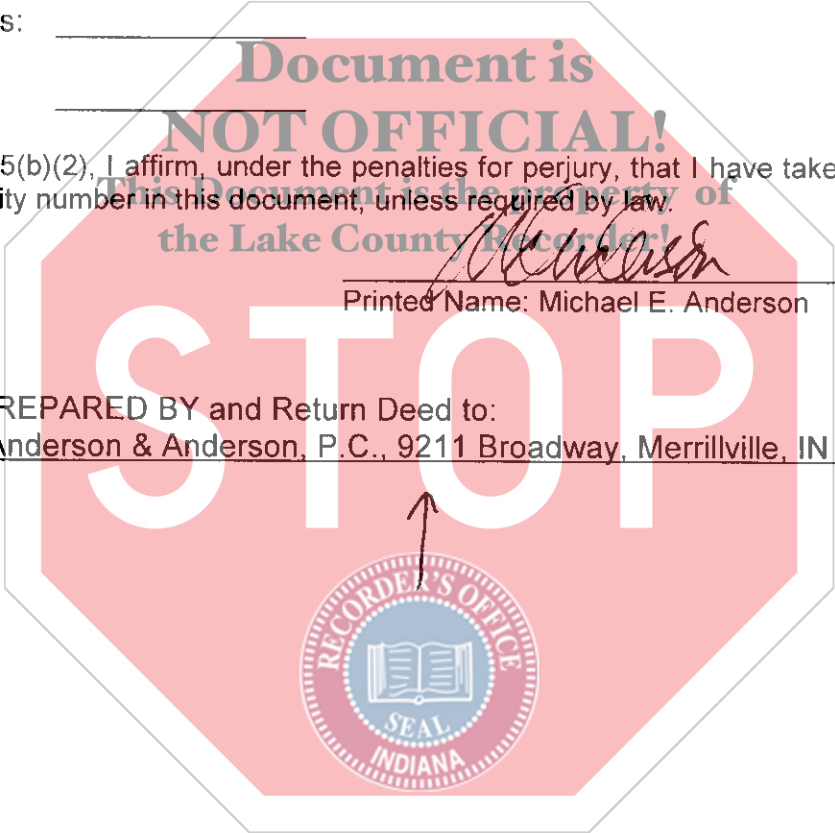 s:
Document is
NOT OFFICIAL!
5(b)(2), I affirm, under the penalties for perjury, that I have take
This Document is the property of
ity number in this document, unless required by law.
the Lake County Recorder!
Printed Name: Michael E. Anderson
STOP
REPARED BY and Return Deed to:
Anderson & Anderson, P.C., 9211 Broadway, Merrillville, IN
RECORDER'S OFFICE
SEAL
INDIANA